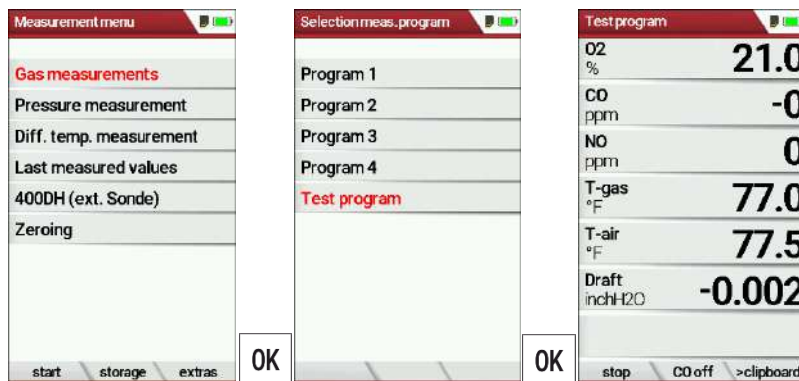 Measurement menu
Gas measurements
Pressure measurement
Diff. temp. measurement
Last measured values
400DH (ext. Sonde)
Zeroing
start storage extras
OK
Selection meas.program
Program 1
Program 2
Program 3
Program 4
Test program
OK
Test program
O2
% 21.0
CO
ppm -0
NO
ppm 0
T-gas
°F 77.0
T-air
°F 77.5
Draft
inchH2O -0.002
stop CO off >clipboard